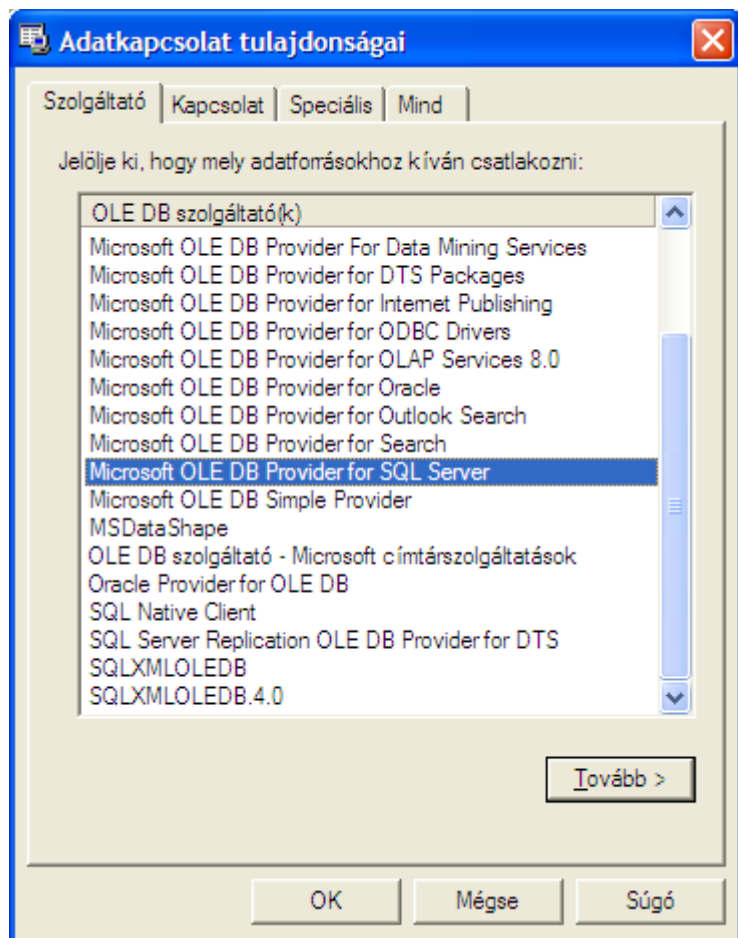 Adatkapcsolat tulajdonságai
Szolgáltató Kapcsolat Speciális Mind
Jelölje ki, hogy mely adatforrásokhoz kíván csatlakozni:
OLE DB szolgáltató(k)
Microsoft OLE DB Provider For Data Mining Services
Microsoft OLE DB Provider for DTS Packages
Microsoft OLE DB Provider for Internet Publishing
Microsoft OLE DB Provider for ODBC Drivers
Microsoft OLE DB Provider for OLAP Services 8.0
Microsoft OLE DB Provider for Oracle
Microsoft OLE DB Provider for Outlook Search
Microsoft OLE DB Provider for Search
Microsoft OLE DB Provider for SQL Server
Microsoft OLE DB Simple Provider
MSDataShape
OLE DB szolgáltató - Microsoft címtárszolgáltatások
Oracle Provider for OLE DB
SQL Native Client
SQL Server Replication OLE DB Provider for DTS
SQLXMLOLEDB
SQLXMLOLEDB.4.0
Tovább >
OK Mégse Súgó